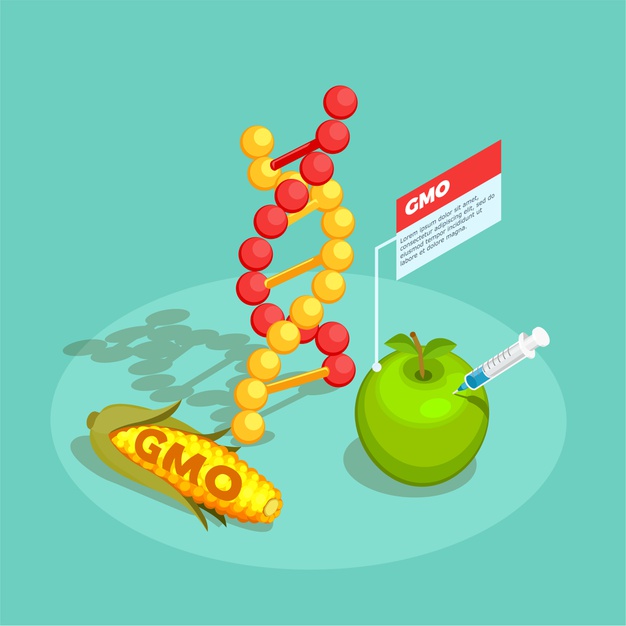 GMO
Lorem ipsum dolor sit amet,
consectetur adipiscing elit,
sed do eiusmod tempor
incididunt ut labore et
dolore magna.
GMO